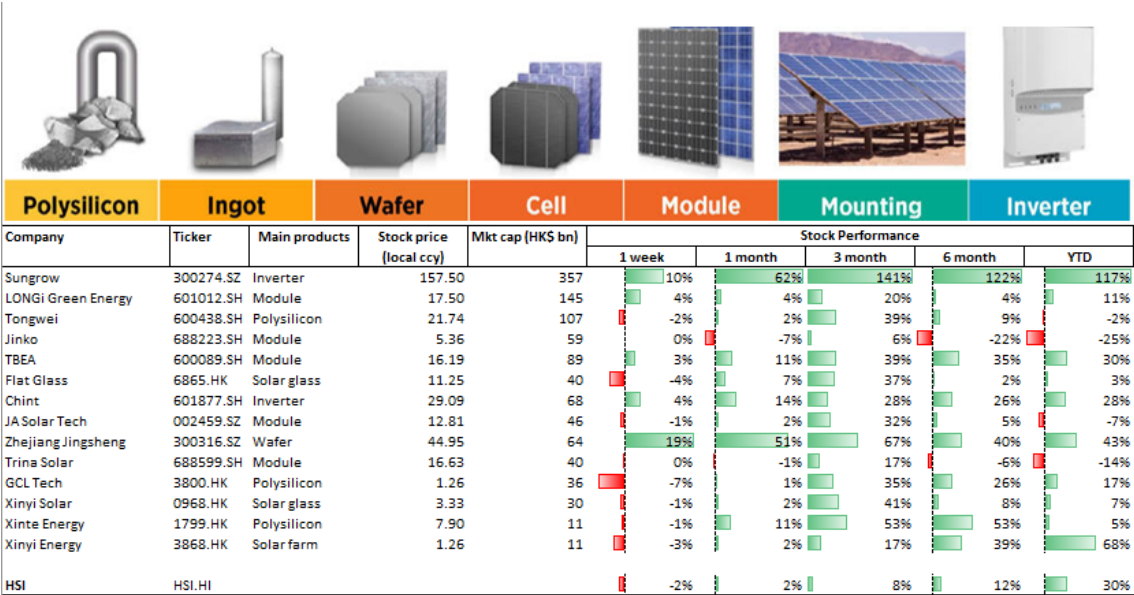 Polysilicon Ingot Wafer Cell Module Mounting Inverter
Company Ticker Main products Stock price Mkt cap (HK$ bn) Stock Performance
(local ccy) 1 week 1 month 3 month 6 month YTD
Sungrow 300274.SZ Inverter 157.50 357 10% 62% 141% 122% 117%
LONGi Green Energy 601012.SH Module 17.50 145 4% 4% 20% 4% 11%
Tongwei 600438.SH Polysilicon 21.74 107 -2% 2% 39% 9% -2%
Jinko 688223.SH Module 5.36 59 0% -7% 6% -22% -25%
TBEA 600089.SH Module 16.19 89 3% 11% 39% 35% 30%
Flat Glass 6865.HK Solar glass 11.25 40 -4% 7% 37% 2% 3%
Chint 601877.SH Inverter 29.09 68 4% 14% 28% 26% 28%
JA Solar Tech 002459.SZ Module 12.81 46 -1% 2% 32% 5% -7%
Zhejiang Jingsheng 300316.SZ Wafer 44.95 64 19% 51% 67% 40% 43%
Trina Solar 688599.SH Module 16.63 40 0% -1% 17% -6% -14%
GCL Tech 3800.HK Polysilicon 1.26 36 -7% 1% 35% 26% 17%
Xinyi Solar 0968.HK Solar glass 3.33 30 -1% 2% 41% 8% 7%
Xinte Energy 1799.HK Polysilicon 7.90 11 -1% 11% 53% 53% 5%
Xinyi Energy 3868.HK Solar farm 1.26 11 -3% 2% 17% 39% 68%
HSI HSI.HI -2% 2% 8% 12% 30%